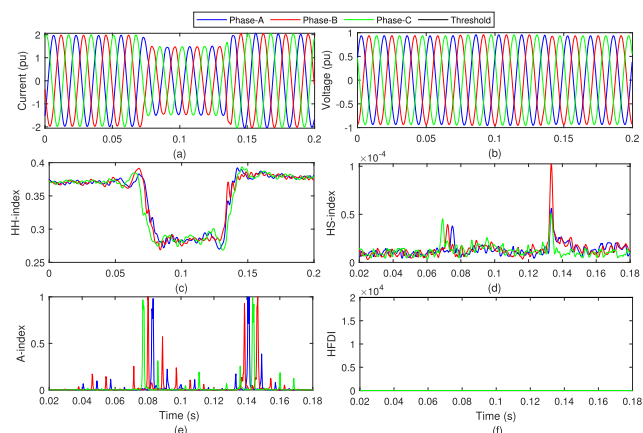 Phase-A Phase-B Phase-C Threshold
Current (pu)
2
1
0
-1
-2
0 0.05 0.1 0.15 0.2
(a)
Voltage (pu)
1
0.5
0
-0.5
-1
0 0.05 0.1 0.15 0.2
(b)
HH-index
0.4
0.35
0.3
0.25
0 0.05 0.1 0.15 0.2
(c)
HS-index
×10-4
1
0.5
0
0.02 0.04 0.06 0.08 0.1 0.12 0.14 0.16 0.18
(d)
A-index
1
0.5
0
0.02 0.04 0.06 0.08 0.1 0.12 0.14 0.16 0.18
Time (s)
(e)
HFDI
×104
2
1.5
1
0.5
0
0.02 0.04 0.06 0.08 0.1 0.12 0.14 0.16 0.18
Time (s)
(f)